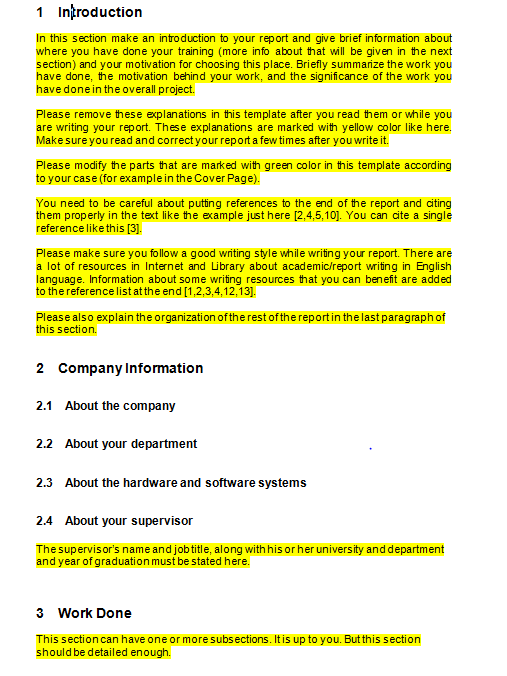 1 Introduction
In this section make an introduction to your report and give brief information about
where you have done your training (more info about that will be given in the next
section) and your motivation for choosing this place. Briefly summarize the work you
have done, the motivation behind your work, and the significance of the work you
have done in the overall project.
Please remove these explanations in this template after you read them or while you
are writing your report. These explanations are marked with yellow color like here.
Make sure you read and correct your report a few times after you write it.
Please modify the parts that are marked with green color in this template according
to your case (for example in the Cover Page).
You need to be careful about putting references to the end of the report and citing
them properly in the text like the example just here [2,4,5,10]. You can cite a single
reference like this [3].
Please make sure you follow a good writing style while writing your report. There are
a lot of resources in Internet and Library about academic/report writing in English
language. Information about some writing resources that you can benefit are added
to the reference list at the end [1,2,3,4,12,13].
Please also explain the organization of the rest of the report in the last paragraph of
this section.
2 Company Information
2.1 About the company
2.2 About your department
2.3 About the hardware and software systems
2.4 About your supervisor
The supervisor's name and job title, along with his or her university and department
and year of graduation must be stated here.
3 Work Done
This section can have one or more subsections. It is up to you. But this section
should be detailed enough.